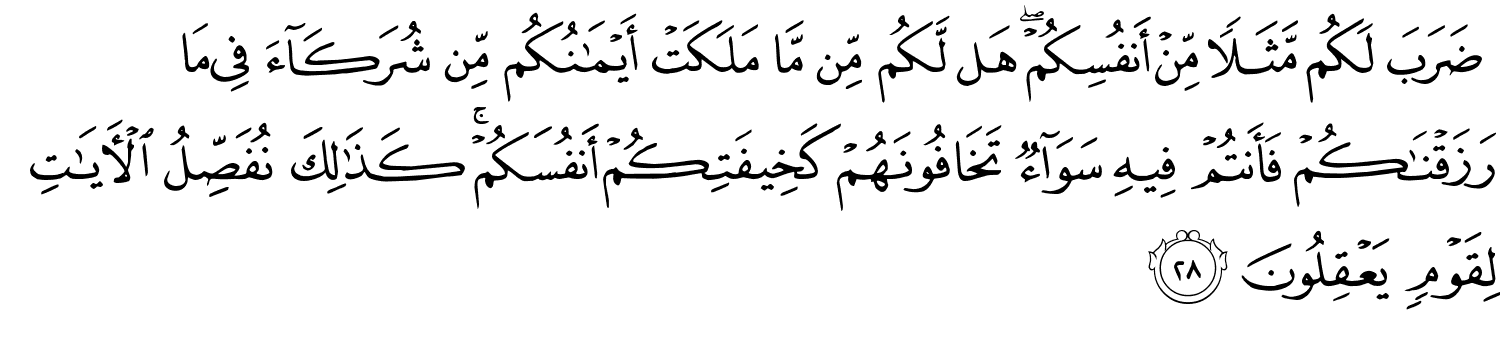 ضَرَبَ لَكُم مَّثَلًا مِّنْ أَنفُسِكُمْ ۖ هَل لَّكُم مِّن مَّا مَلَكَتْ أَيْمَـٰنُكُم مِّن شُرَكَآءَ فِى مَا
رَزَقْنَـٰكُمْ فَأَنتُمْ فِيهِ سَوَآءٌ تَخَافُونَهُمْ كَخِيفَتِكُمْ أَنفُسَكُمْ ۚ كَذَٰلِكَ نُفَصِّلُ ٱلْـَٔايَـٰتِ
لِقَوْمٍ يَعْقِلُونَ ٢٨